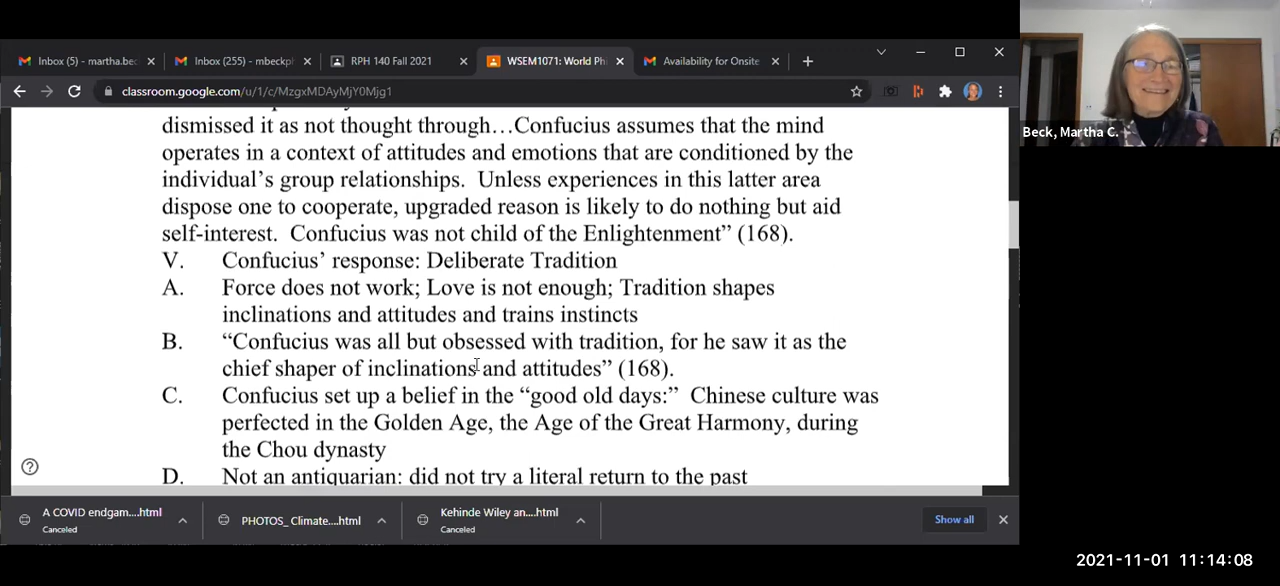 Inbox (5) - martha.bec
Inbox (255) - mbeckpl
RPH 140 Fall 2021
WSEM1071: World Phi
Availability for Onsite
classroom.google.com/u/1/c/MzgxMDAyMjY0Mjg1
Beck, Martha C.
dismissed it as not thought through…Confucius assumes that the mind
operates in a context of attitudes and emotions that are conditioned by the
individual’s group relationships. Unless experiences in this latter area
dispose one to cooperate, upgraded reason is likely to do nothing but aid
self-interest. Confucius was not child of the Enlightenment” (168).
V. Confucius’ response: Deliberate Tradition
A. Force does not work; Love is not enough; Tradition shapes
inclinations and attitudes and trains instincts
B. “Confucius was all but obsessed with tradition, for he saw it as the
chief shaper of inclinations and attitudes” (168).
C. Confucius set up a belief in the “good old days:” Chinese culture was
perfected in the Golden Age, the Age of the Great Harmony, during
the Chou dynasty
D. Not an antiquarian: did not try a literal return to the past
A COVID endgam....html
Canceled
PHOTOS_ Climate....html
Kehinde Wiley an....html
Canceled
Show all
2021-11-01 11:14:08